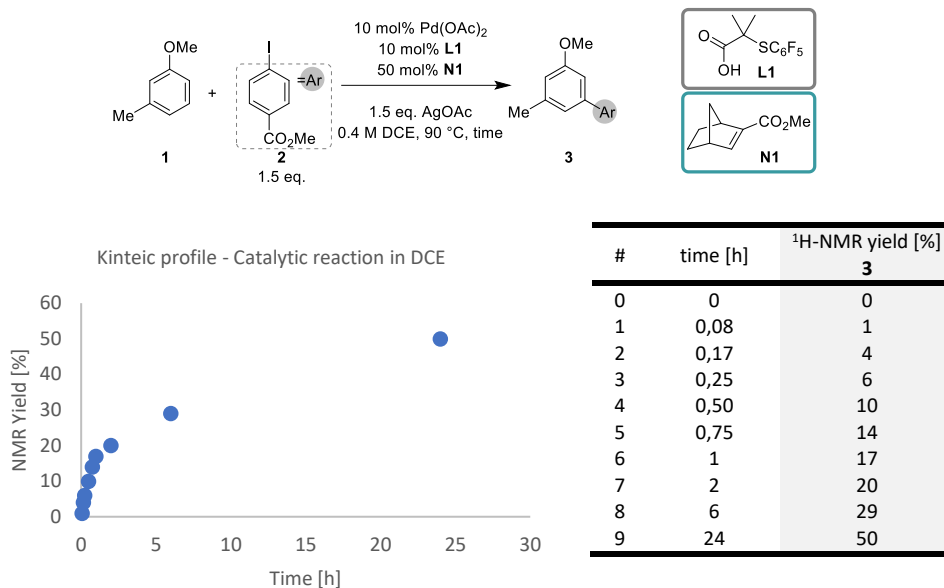 OMe
Me
1
+
I
=Ar
CO₂Me
2
1.5 eq.
10 mol% Pd(OAc)₂
10 mol% L1
50 mol% N1
1.5 eq. AgOAc
0.4 M DCE, 90 °C, time
OMe
Me
Ar
3
O
OH
SC₆F₅
L1
CO₂Me
N1
Kinteic profile - Catalytic reaction in DCE
NMR Yield [%]
60
50
40
30
20
10
0
0 5 10 15 20 25 30
Time [h]
# time [h] ¹H-NMR yield [%] 3
0 0 0
1 0,08 1
2 0,17 4
3 0,25 6
4 0,50 10
5 0,75 14
6 1 17
7 2 20
8 6 29
9 24 50